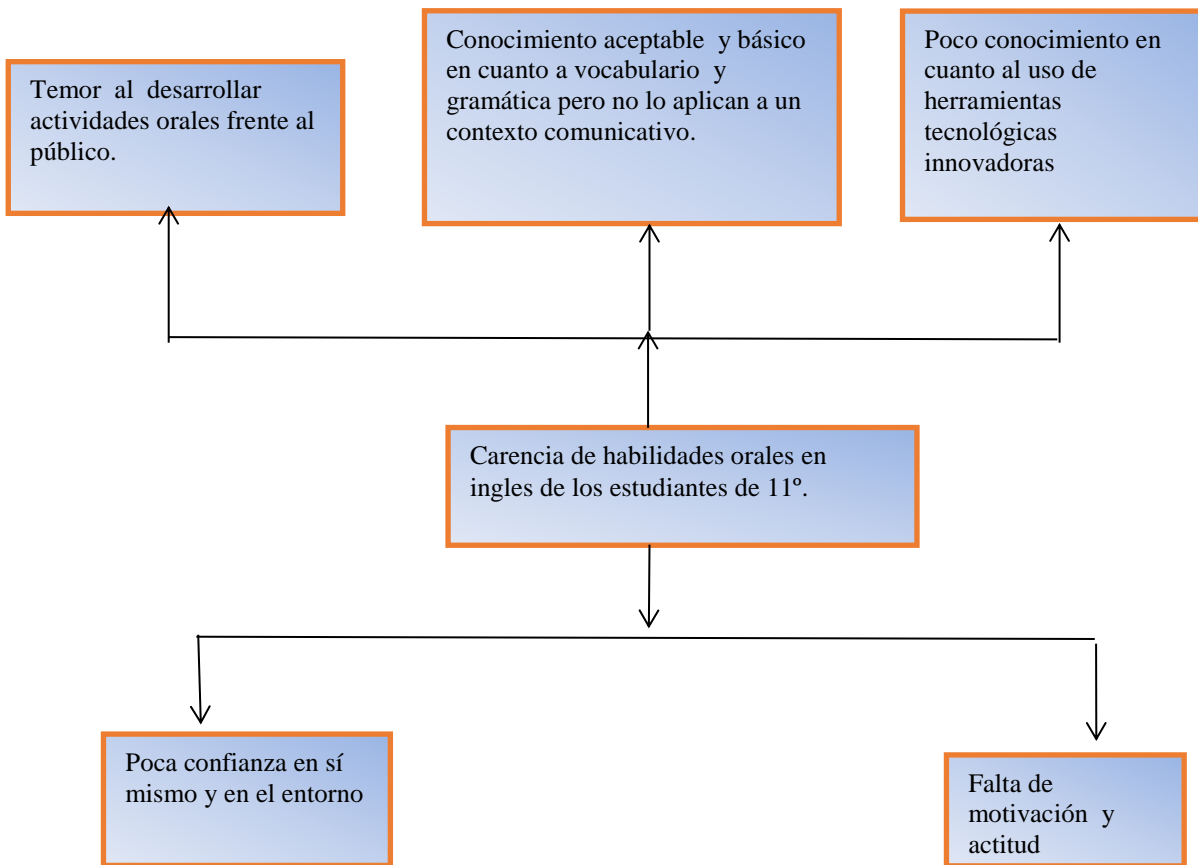 Temor al desarrollar
actividades orales frente al
público.
Conocimiento aceptable y básico
en cuanto a vocabulario y
gramática pero no lo aplican a un
contexto comunicativo.
Poco conocimiento en
cuanto al uso de
herramientas
tecnológicas
innovadoras
Carencia de habilidades orales en
ingles de los estudiantes de 11º.
Poca confianza en sí
mismo y en el entorno
Falta de
motivación y
actitud